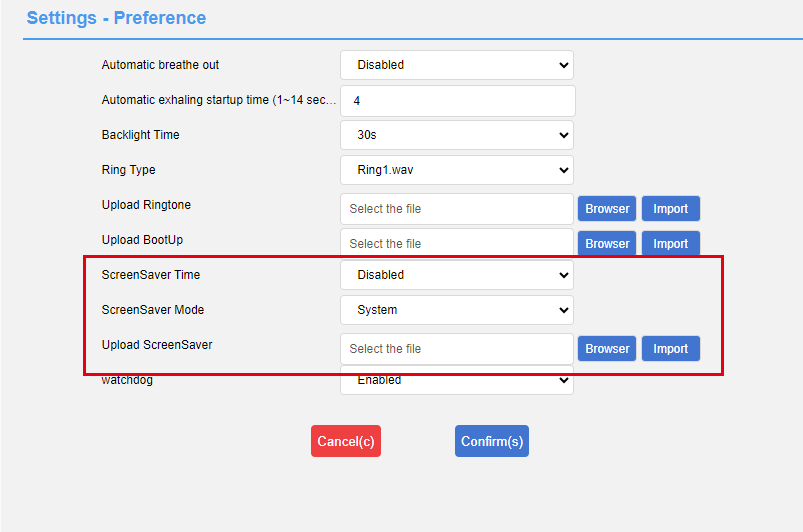 Settings - Preference
Automatic breathe out Disabled
Automatic exhaling startup time (1~14 sec... 4
Backlight Time 30s
Ring Type Ring1.wav
Upload Ringtone Select the file Browser Import
Upload BootUp Select the file Browser Import
ScreenSaver Time Disabled
ScreenSaver Mode System
Upload ScreenSaver Select the file Browser Import
watchdog Enabled
Cancel(c) Confirm(s)